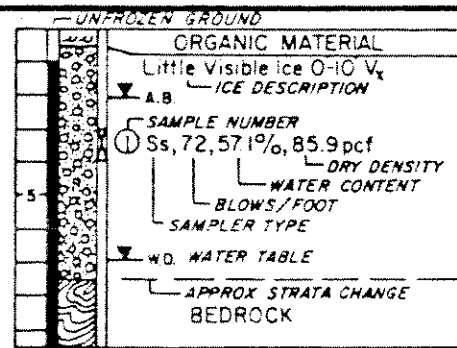 UNFROZEN GROUND
ORGANIC MATERIAL
Little Visible Ice 0-10 Vx
ICE DESCRIPTION
A.B.
SAMPLE NUMBER
1 Ss, 72, 57.1%, 85.9 pcf
DRY DENSITY
WATER CONTENT
5
BLOWS/FOOT
SAMPLER TYPE
W.D. WATER TABLE
APPROX STRATA CHANGE
BEDROCK